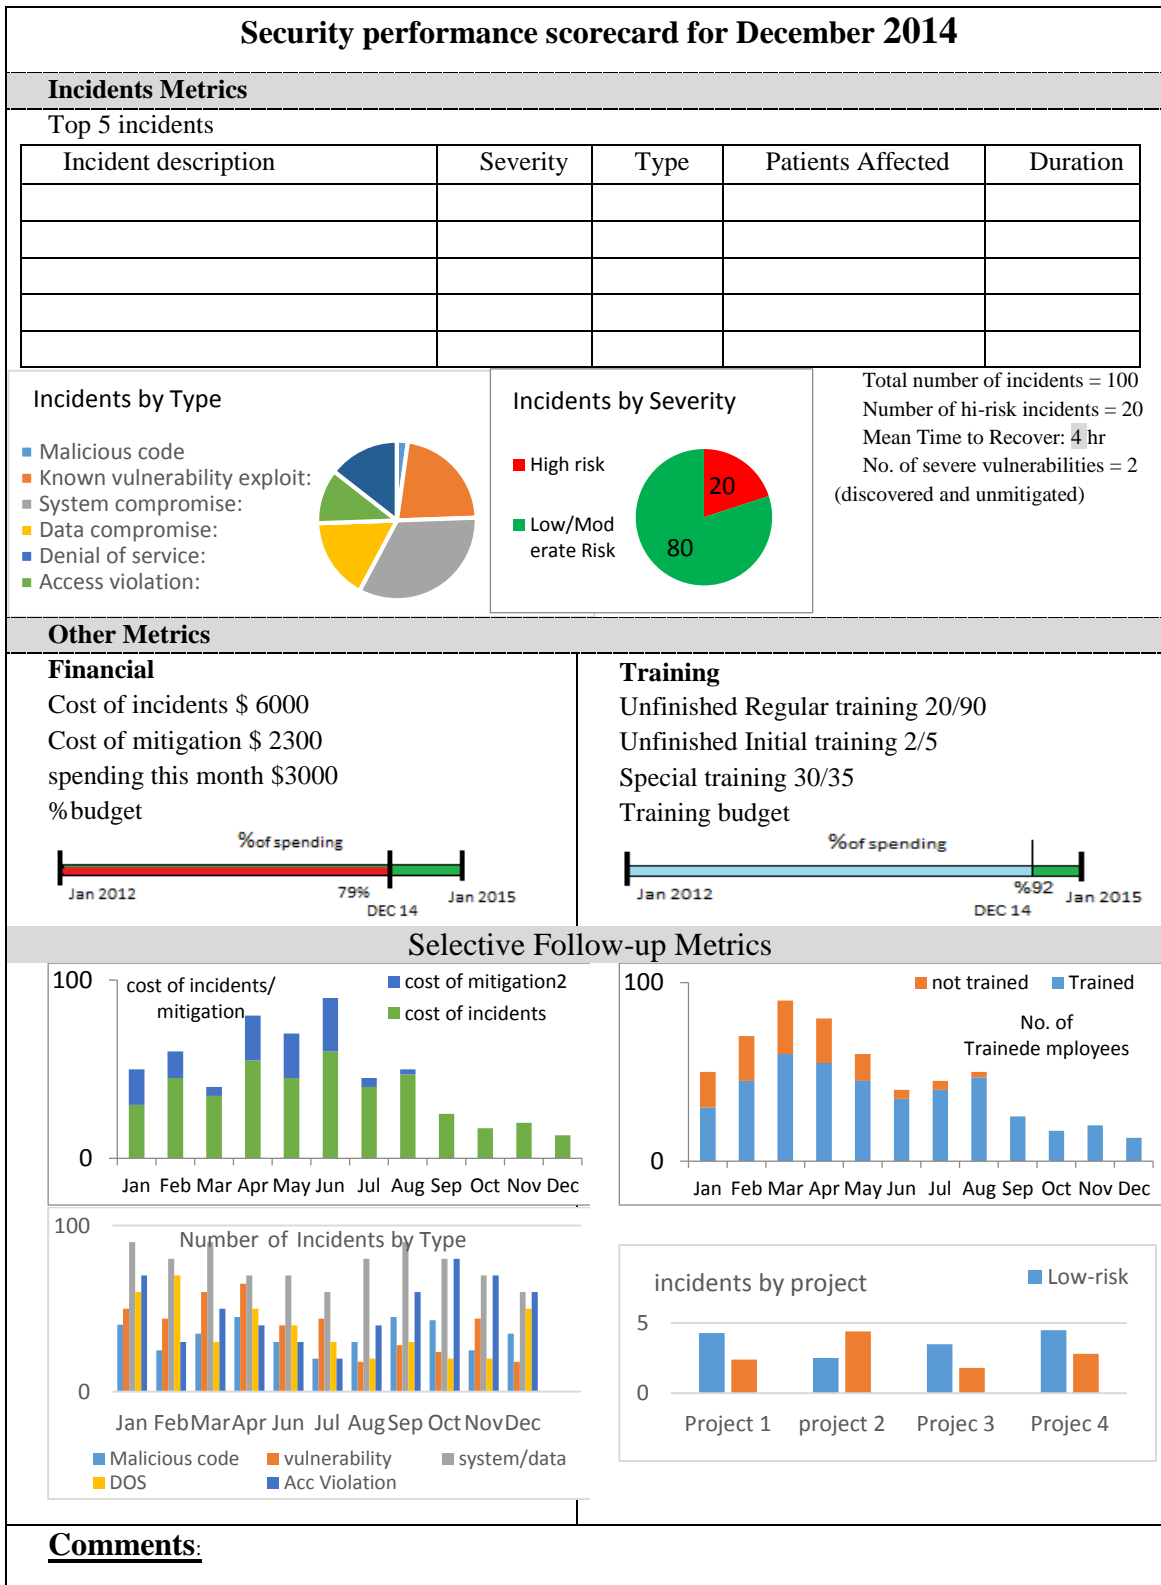 Security performance scorecard for December 2014
Incidents Metrics
Top 5 incidents
Incident description Severity Type Patients Affected Duration
Incidents by Type
Malicious code
Known vulnerability exploit:
System compromise:
Data compromise:
Denial of service:
Access violation:
Incidents by Severity
High risk
Low/Mod
erate Risk
20
80
Total number of incidents = 100
Number of hi-risk incidents = 20
Mean Time to Recover: 4 hr
No. of severe vulnerabilities = 2
(discovered and unmitigated)
Other Metrics
Financial
Cost of incidents $ 6000
Cost of mitigation $ 2300
spending this month $3000
%budget
%of spending
Jan 2012 79% Jan 2015
DEC 14
Training
Unfinished Regular training 20/90
Unfinished Initial training 2/5
Special training 30/35
Training budget
%of spending
Jan 2012 %92 Jan 2015
DEC 14
Selective Follow-up Metrics
100
cost of incidents/
mitigation
cost of mitigation2
cost of incidents
0
Jan Feb Mar Apr May Jun Jul Aug Sep Oct Nov Dec
100
not trained Trained
No. of
Trainede mployees
0
Jan Feb Mar Apr May Jun Jul Aug Sep Oct Nov Dec
100
Number of Incidents by Type
0
Jan Feb Mar Apr Jun Jul Aug Sep Oct Nov Dec
Malicious code vulnerability system/data
DOS Acc Violation
incidents by project
Low-risk
5
0
Project 1 project 2 Projec 3 Projec 4
Comments: